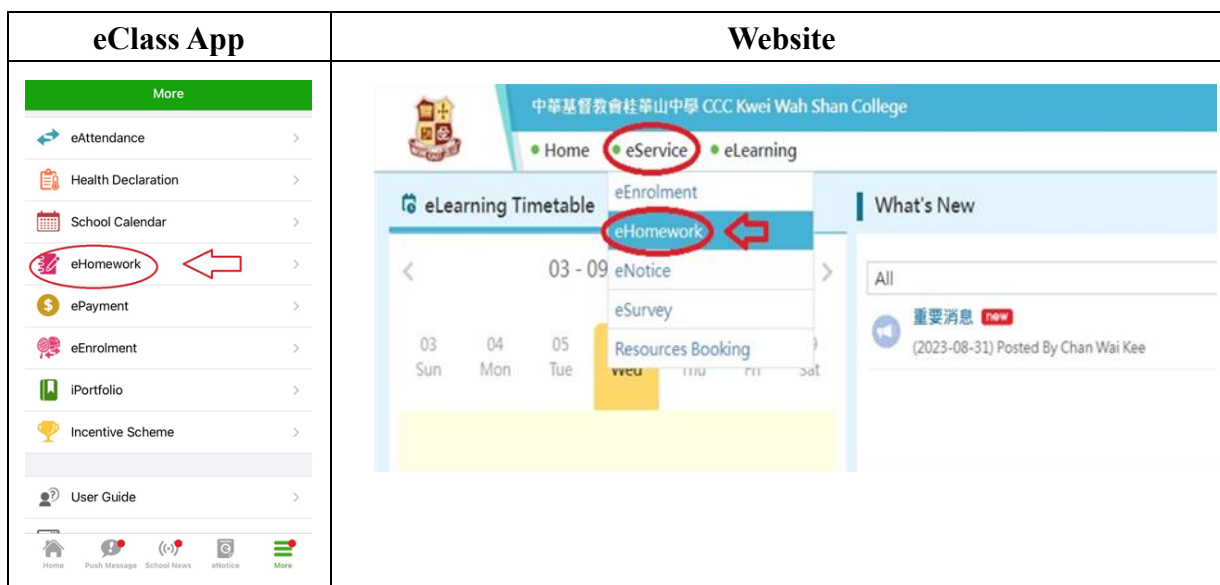 eClass App
Website
More
eAttendance
Health Declaration
School Calendar
eHomework
ePayment
eEnrolment
iPortfolio
Incentive Scheme
User Guide
Home
Push Message
School News
eNotice
More
中華基督教會桂華山中學 CCC Kwei Wah Shan College
Home
eService
eLearning
eLearning Timetable
eEnrolment
eHomework
eNotice
eSurvey
Resources Booking
03 - 09
03 04 05
Sun Mon Tue Wed Thu Fri Sat
What's New
All
重要消息 new
(2023-08-31) Posted By Chan Wai Kee